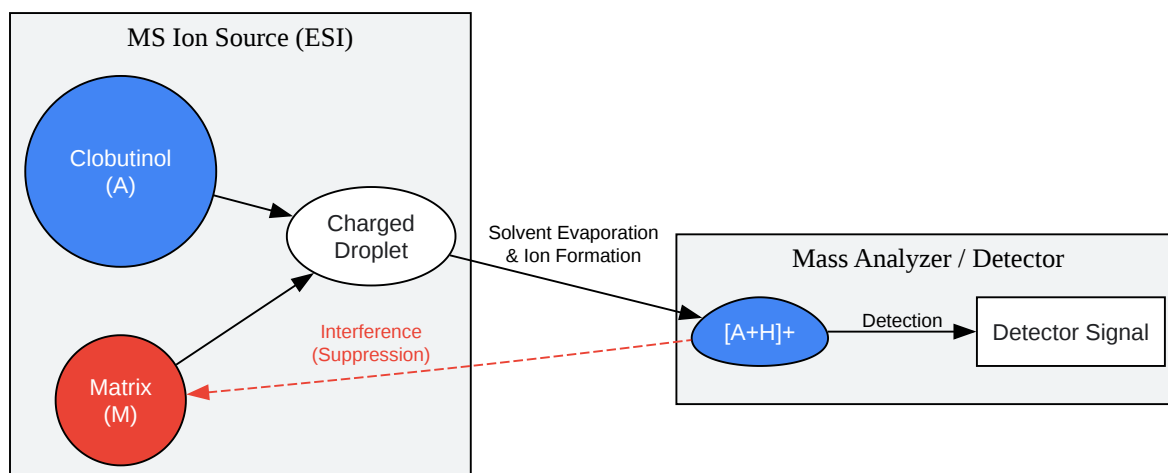 MS Ion Source (ESI)
Clobutinol
(A)
Charged
Droplet
Solvent Evaporation
& Ion Formation
Interference
(Suppression)
Matrix
(M)
Mass Analyzer / Detector
[A+H]+
Detection
Detector Signal